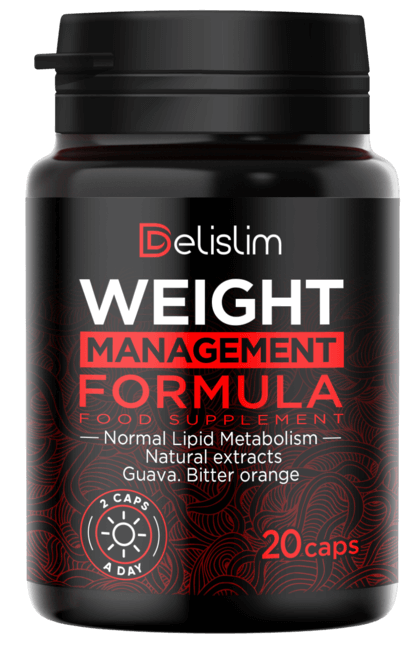 Delislim
WEIGHT
MANAGEMENT
FORMULA
FOOD SUPPLEMENT
— Normal Lipid Metabolism —
Natural extracts
Guava. Bitter orange
2 CAPS
A DAY
20 caps